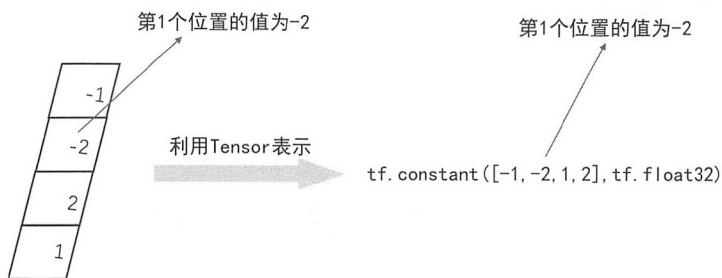 第1个位置的值为-2
第1个位置的值为-2
-1
-2
利用Tensor表示
tf.constant([-1,-2,1,2],tf.float32)
2
1